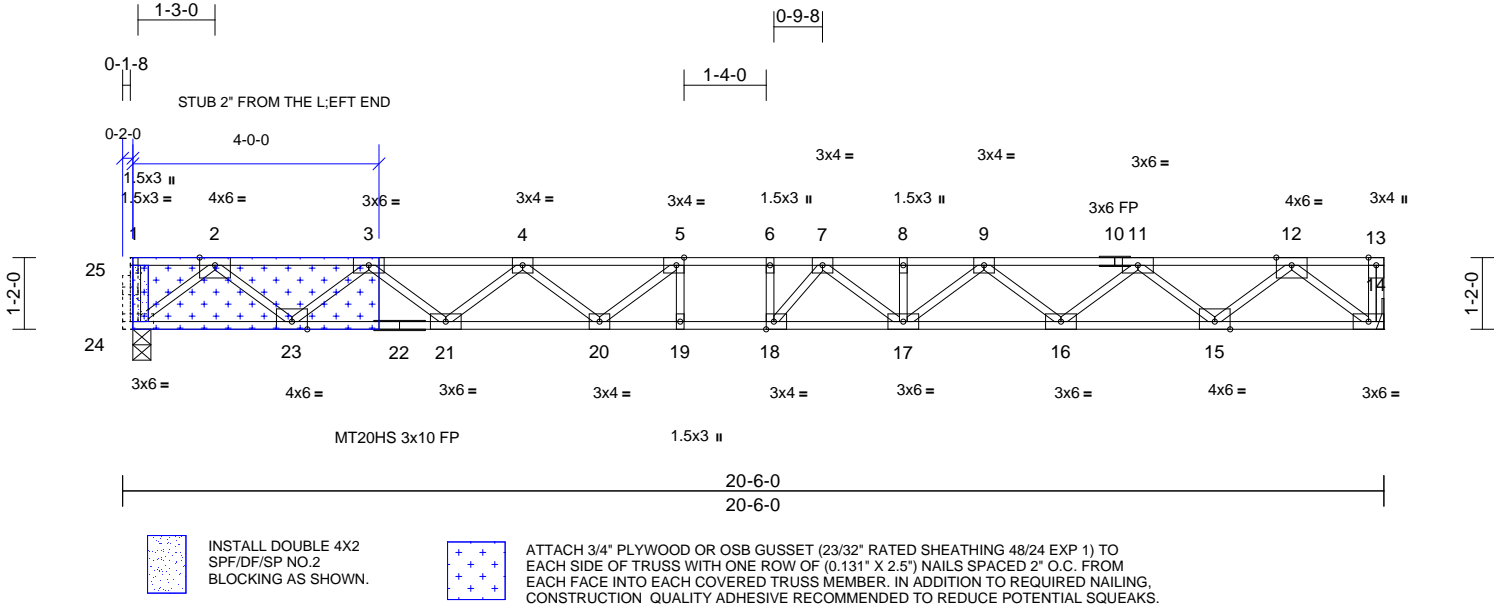 1-3-0
0-9-8
0-1-8
1-4-0
STUB 2" FROM THE L;EFT END
0-2-0
4-0-0
3x4 =
3x4 =
3x6 =
1.5x3 II
1.5x3 =
4x6 =
3x6 =
3x4 =
3x4 =
1.5x3 II
1.5x3 II
3x6 FP
4x6 =
3x4 II
1 2 3 4 5 6 7 8 9 10 11 12 13
25
14
1-2-0
1-2-0
24
23 22 21 20 19 18 17 16 15
3x6 =
4x6 =
3x6 =
3x4 =
3x4 =
3x6 =
3x6 =
4x6 =
3x6 =
MT20HS 3x10 FP
1.5x3 II
20-6-0
20-6-0
INSTALL DOUBLE 4X2
SPF/DF/SP NO.2
BLOCKING AS SHOWN.
ATTACH 3/4" PLYWOOD OR OSB GUSSET (23/32" RATED SHEATHING 48/24 EXP 1) TO
EACH SIDE OF TRUSS WITH ONE ROW OF (0.131" X 2.5") NAILS SPACED 2" O.C. FROM
EACH FACE INTO EACH COVERED TRUSS MEMBER. IN ADDITION TO REQUIRED NAILING,
CONSTRUCTION QUALITY ADHESIVE RECOMMENDED TO REDUCE POTENTIAL SQUEAKS.